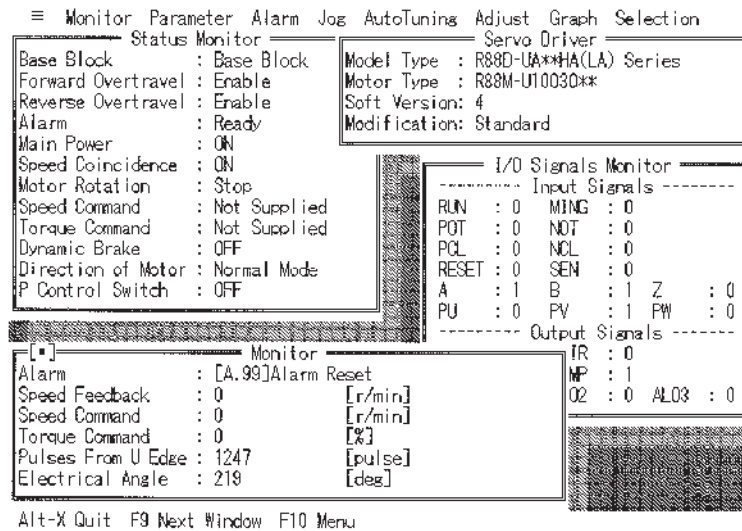 ≡ Monitor Parameter Alarm Jog AutoTuning Adjust Graph Selection
Status Monitor
Base Block : Base Block
Forward Overtravel : Enable
Reverse Overtravel : Enable
Alarm : Ready
Main Power : ON
Speed Coincidence : ON
Motor Rotation : Stop
Speed Command : Not Supplied
Torque Command : Not Supplied
Dynamic Brake : OFF
Direction of Motor : Normal Mode
P Control Switch : OFF
Servo Driver
Model Type : R88D-UA**HA(LA) Series
Motor Type : R88M-U10030**
Soft Version: 4
Modification: Standard
I/O Signals Monitor
--------- Input Signals --------
RUN : 0 MING : 0
POT : 0 NOT : 0
PCL : 0 NCL : 0
RESET : 0 SEN : 0
A : 1 B : 1 Z : 0
PU : 0 PV : 1 PW : 0
--------- Output Signals -------
IR : 0
MP : 1
O2 : 0 ALO3 : 0
[▪] Monitor
Alarm : [A.99]Alarm Reset
Speed Feedback : 0 [r/min]
Speed Command : 0 [r/min]
Torque Command : 0 [%]
Pulses From U Edge : 1247 [pulse]
Electrical Angle : 219 [deg]
Alt-X Quit F9 Next Window F10 Menu